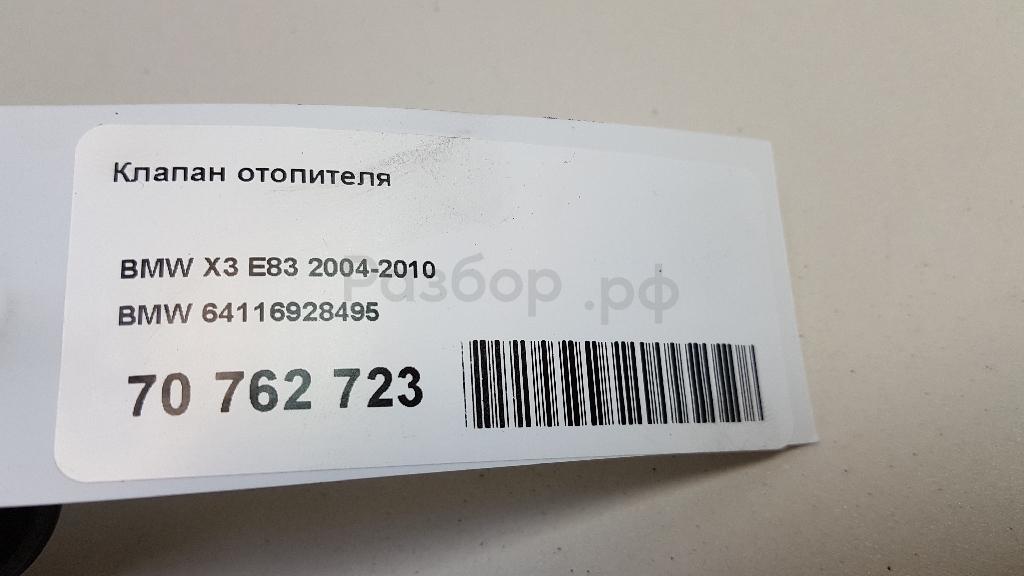 Клапан отопителя
BMW X3 E83 2004-2010
Разбор.рф
BMW 64116928495
70 762 723